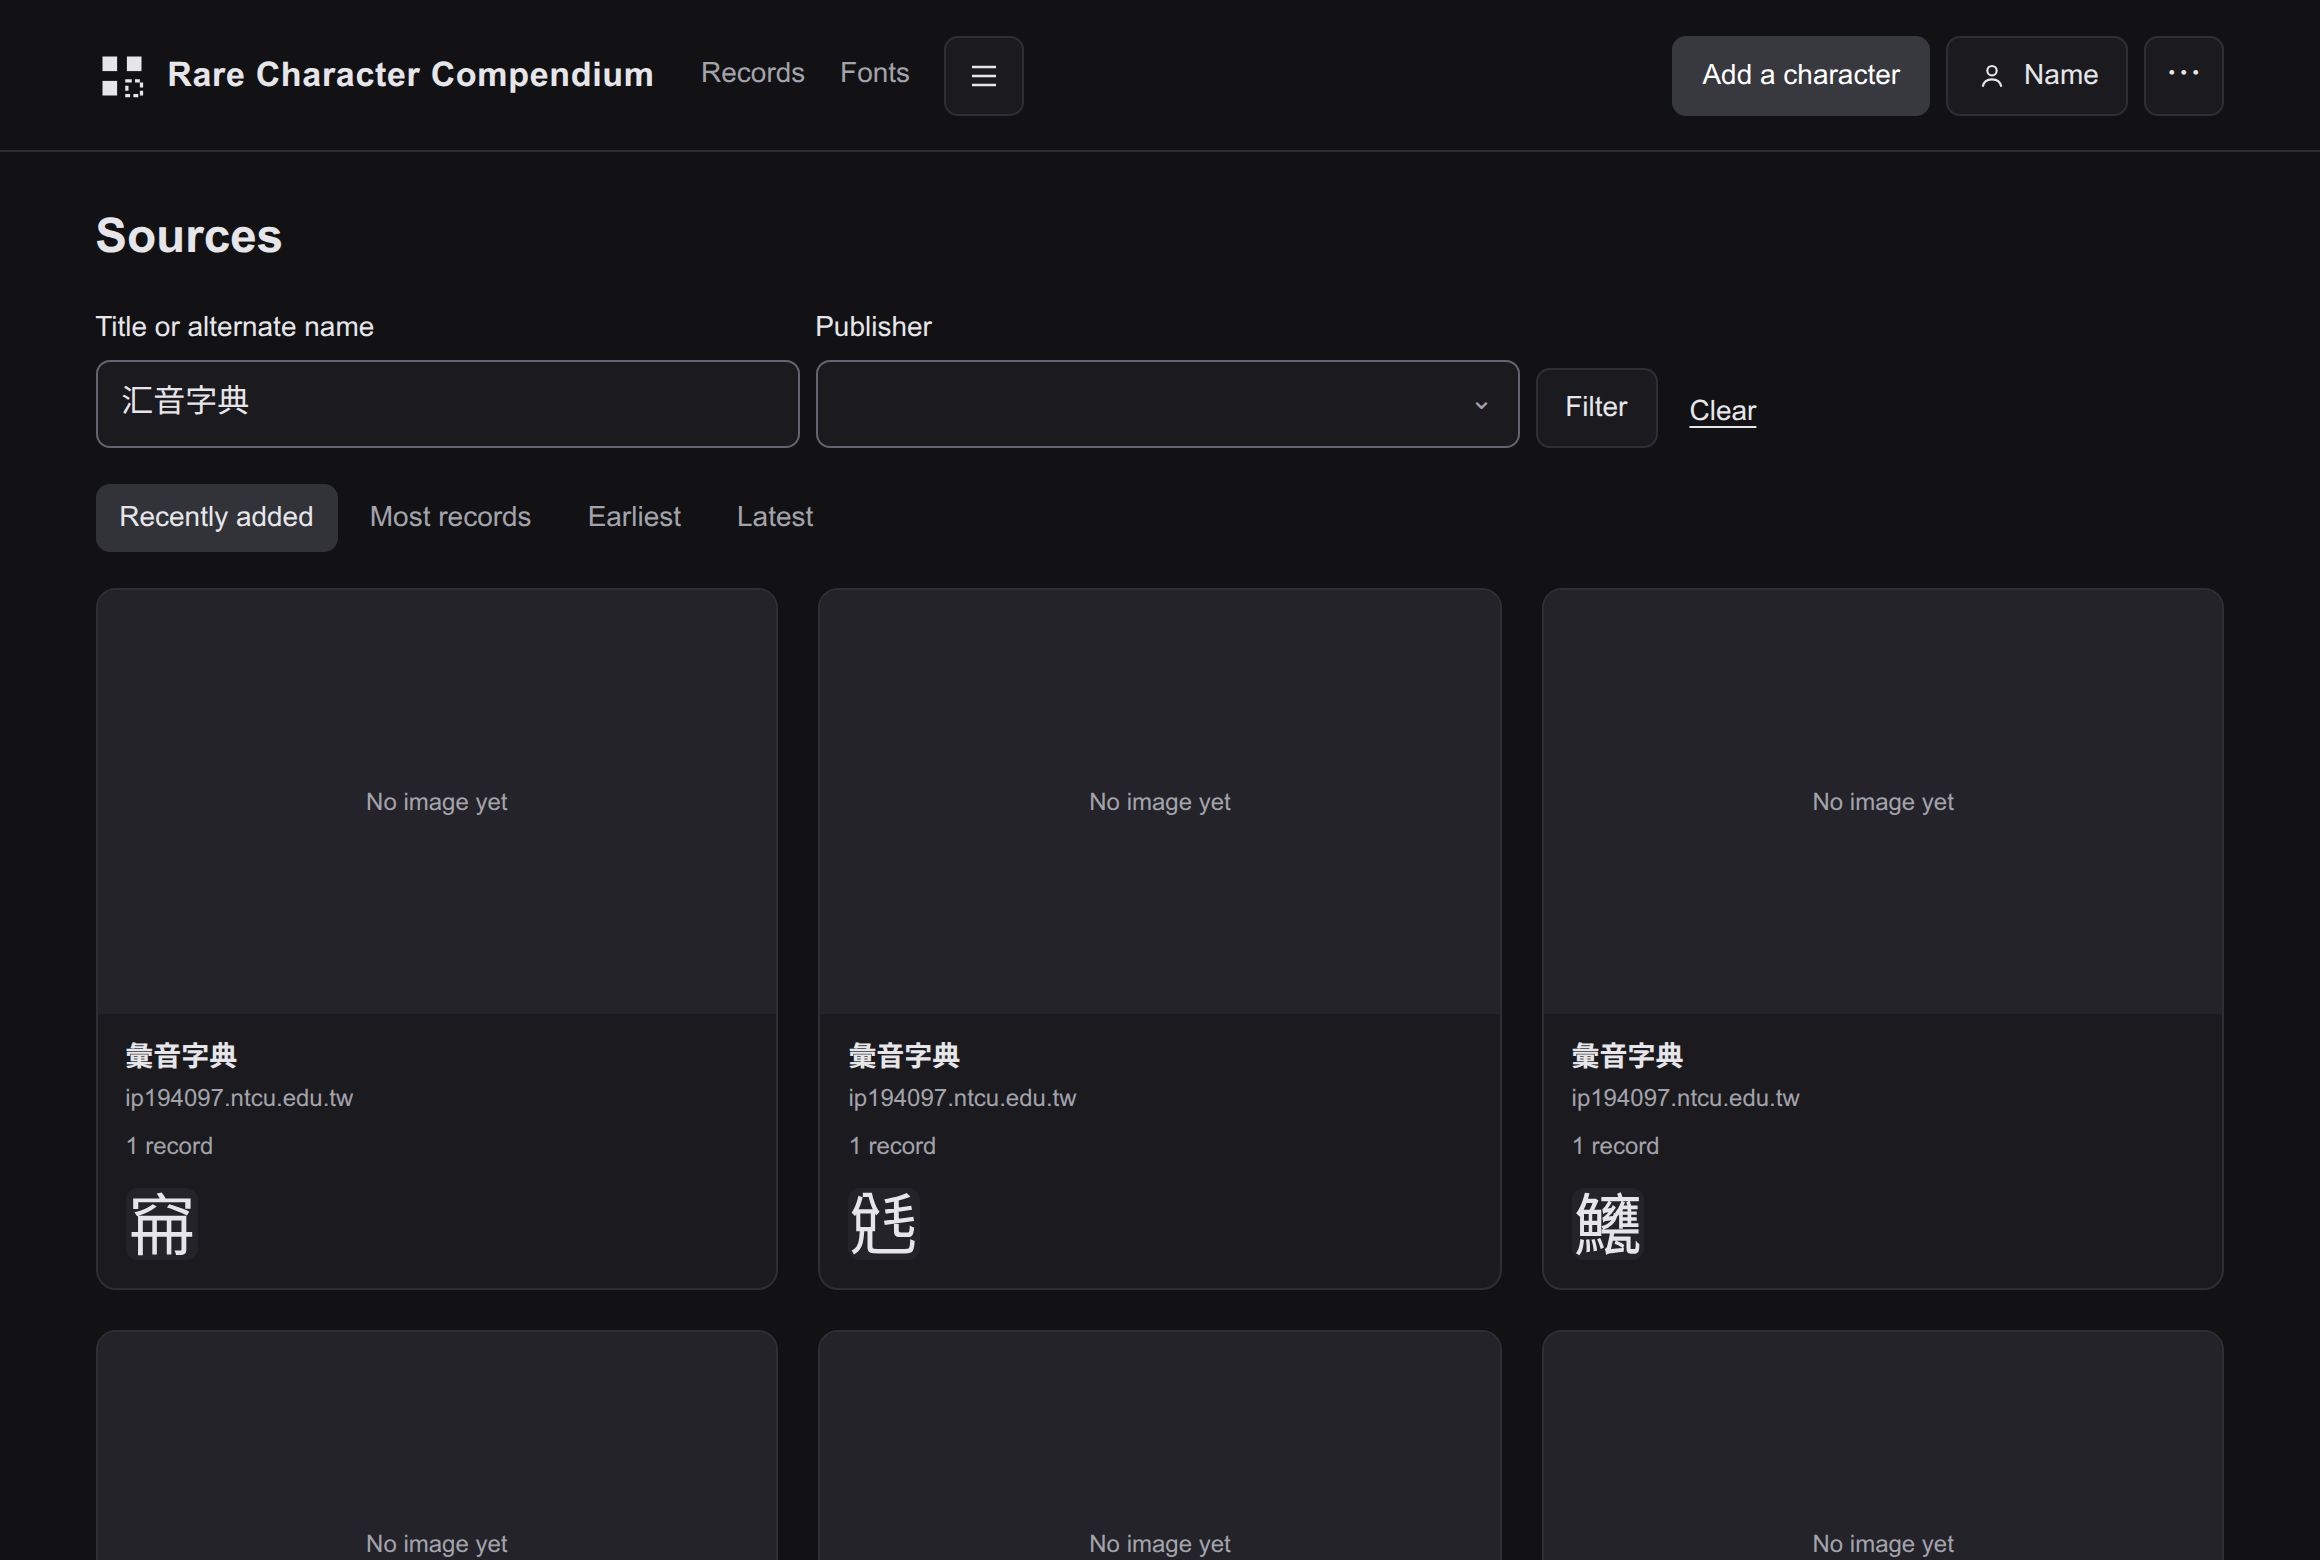 Rare Character Compendium Records Fonts Add a character Name ...
Sources
Title or alternate name Publisher
汇音字典 Filter Clear
Recently added Most records Earliest Latest
No image yet No image yet No image yet
彙音字典 彙音字典 彙音字典
ip194097.ntcu.edu.tw ip194097.ntcu.edu.tw ip194097.ntcu.edu.tw
1 record 1 record 1 record
No image yet No image yet No image yet